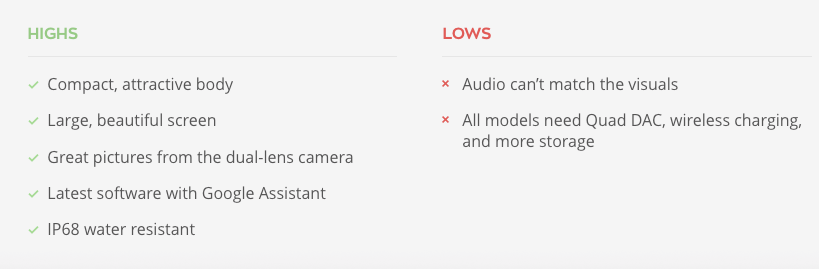 HIGHS
Compact, attractive body
Large, beautiful screen
Great pictures from the dual-lens camera
Latest software with Google Assistant
IP68 water resistant
LOWS
Audio can’t match the visuals
All models need Quad DAC, wireless charging,
and more storage